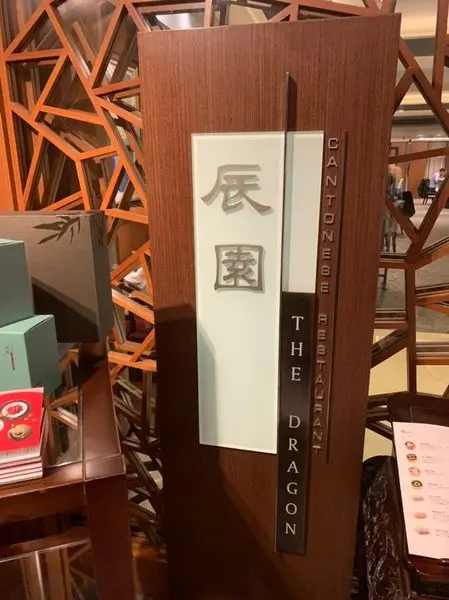 辰園
THE DRAGON
CANTONESE RESTAURANT